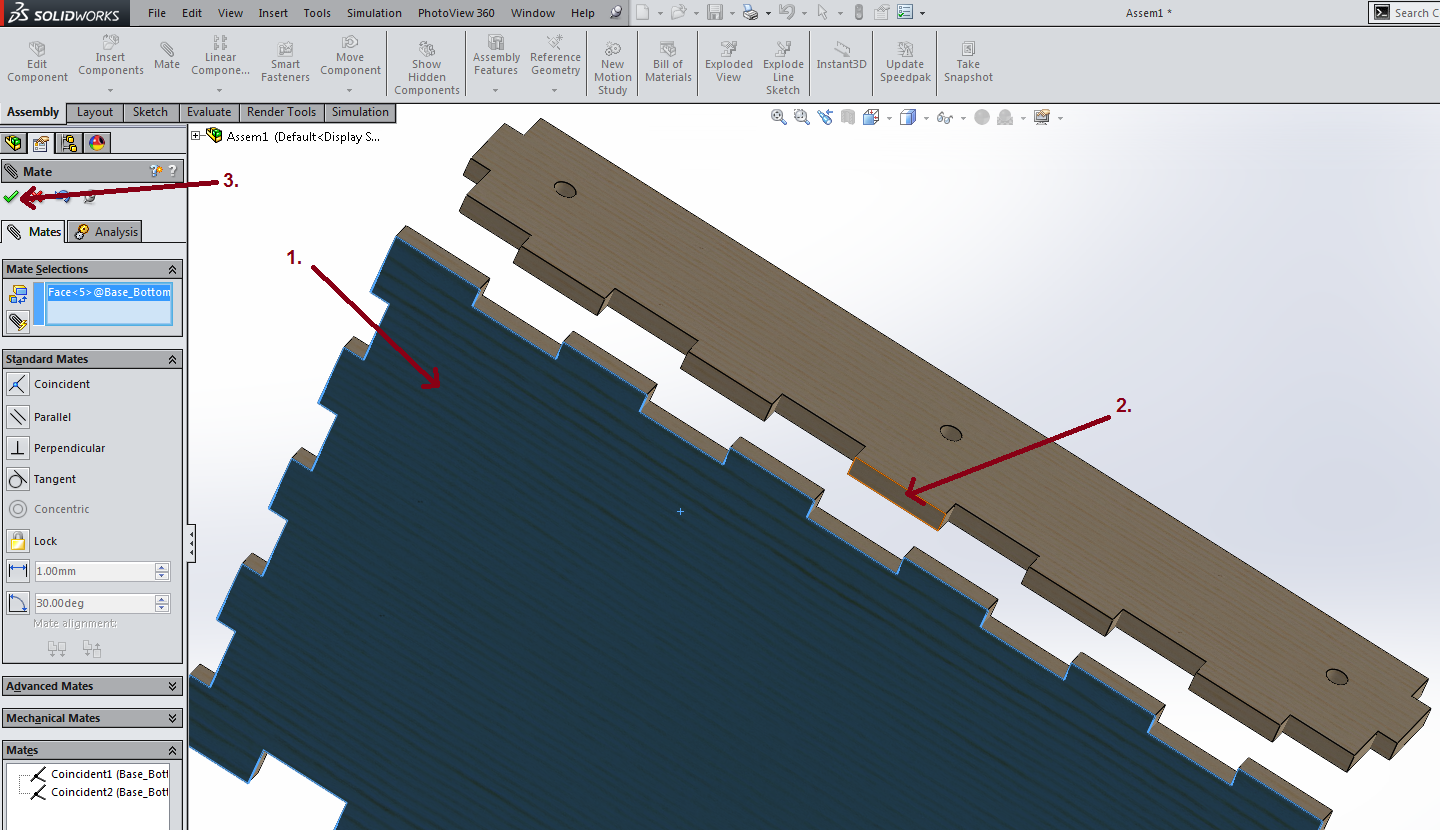 SOLIDWORKS File Edit View Insert Tools Simulation PhotoView 360 Window Help Assem1 * Search C
Edit Component
Insert Components
Mate
Linear Compone...
Smart Fasteners
Move Component
Show Hidden Components
Assembly Features
Reference Geometry
New Motion Study
Bill of Materials
Exploded View
Explode Line Sketch
Instant3D
Update Speedpak
Take Snapshot
Assembly Layout Sketch Evaluate Render Tools Simulation
Assem1 (Default<Display S...
Mate
? ?
3.
Mates Analysis
1.
Mate Selections
Face<5>@Base_Bottom
Standard Mates
Coincident
Parallel
2.
Perpendicular
Tangent
Concentric
Lock
1.00mm
30.00deg
Mate alignment:
Advanced Mates
Mechanical Mates
Mates
Coincident1 (Base_Bott
Coincident2 (Base_Bott